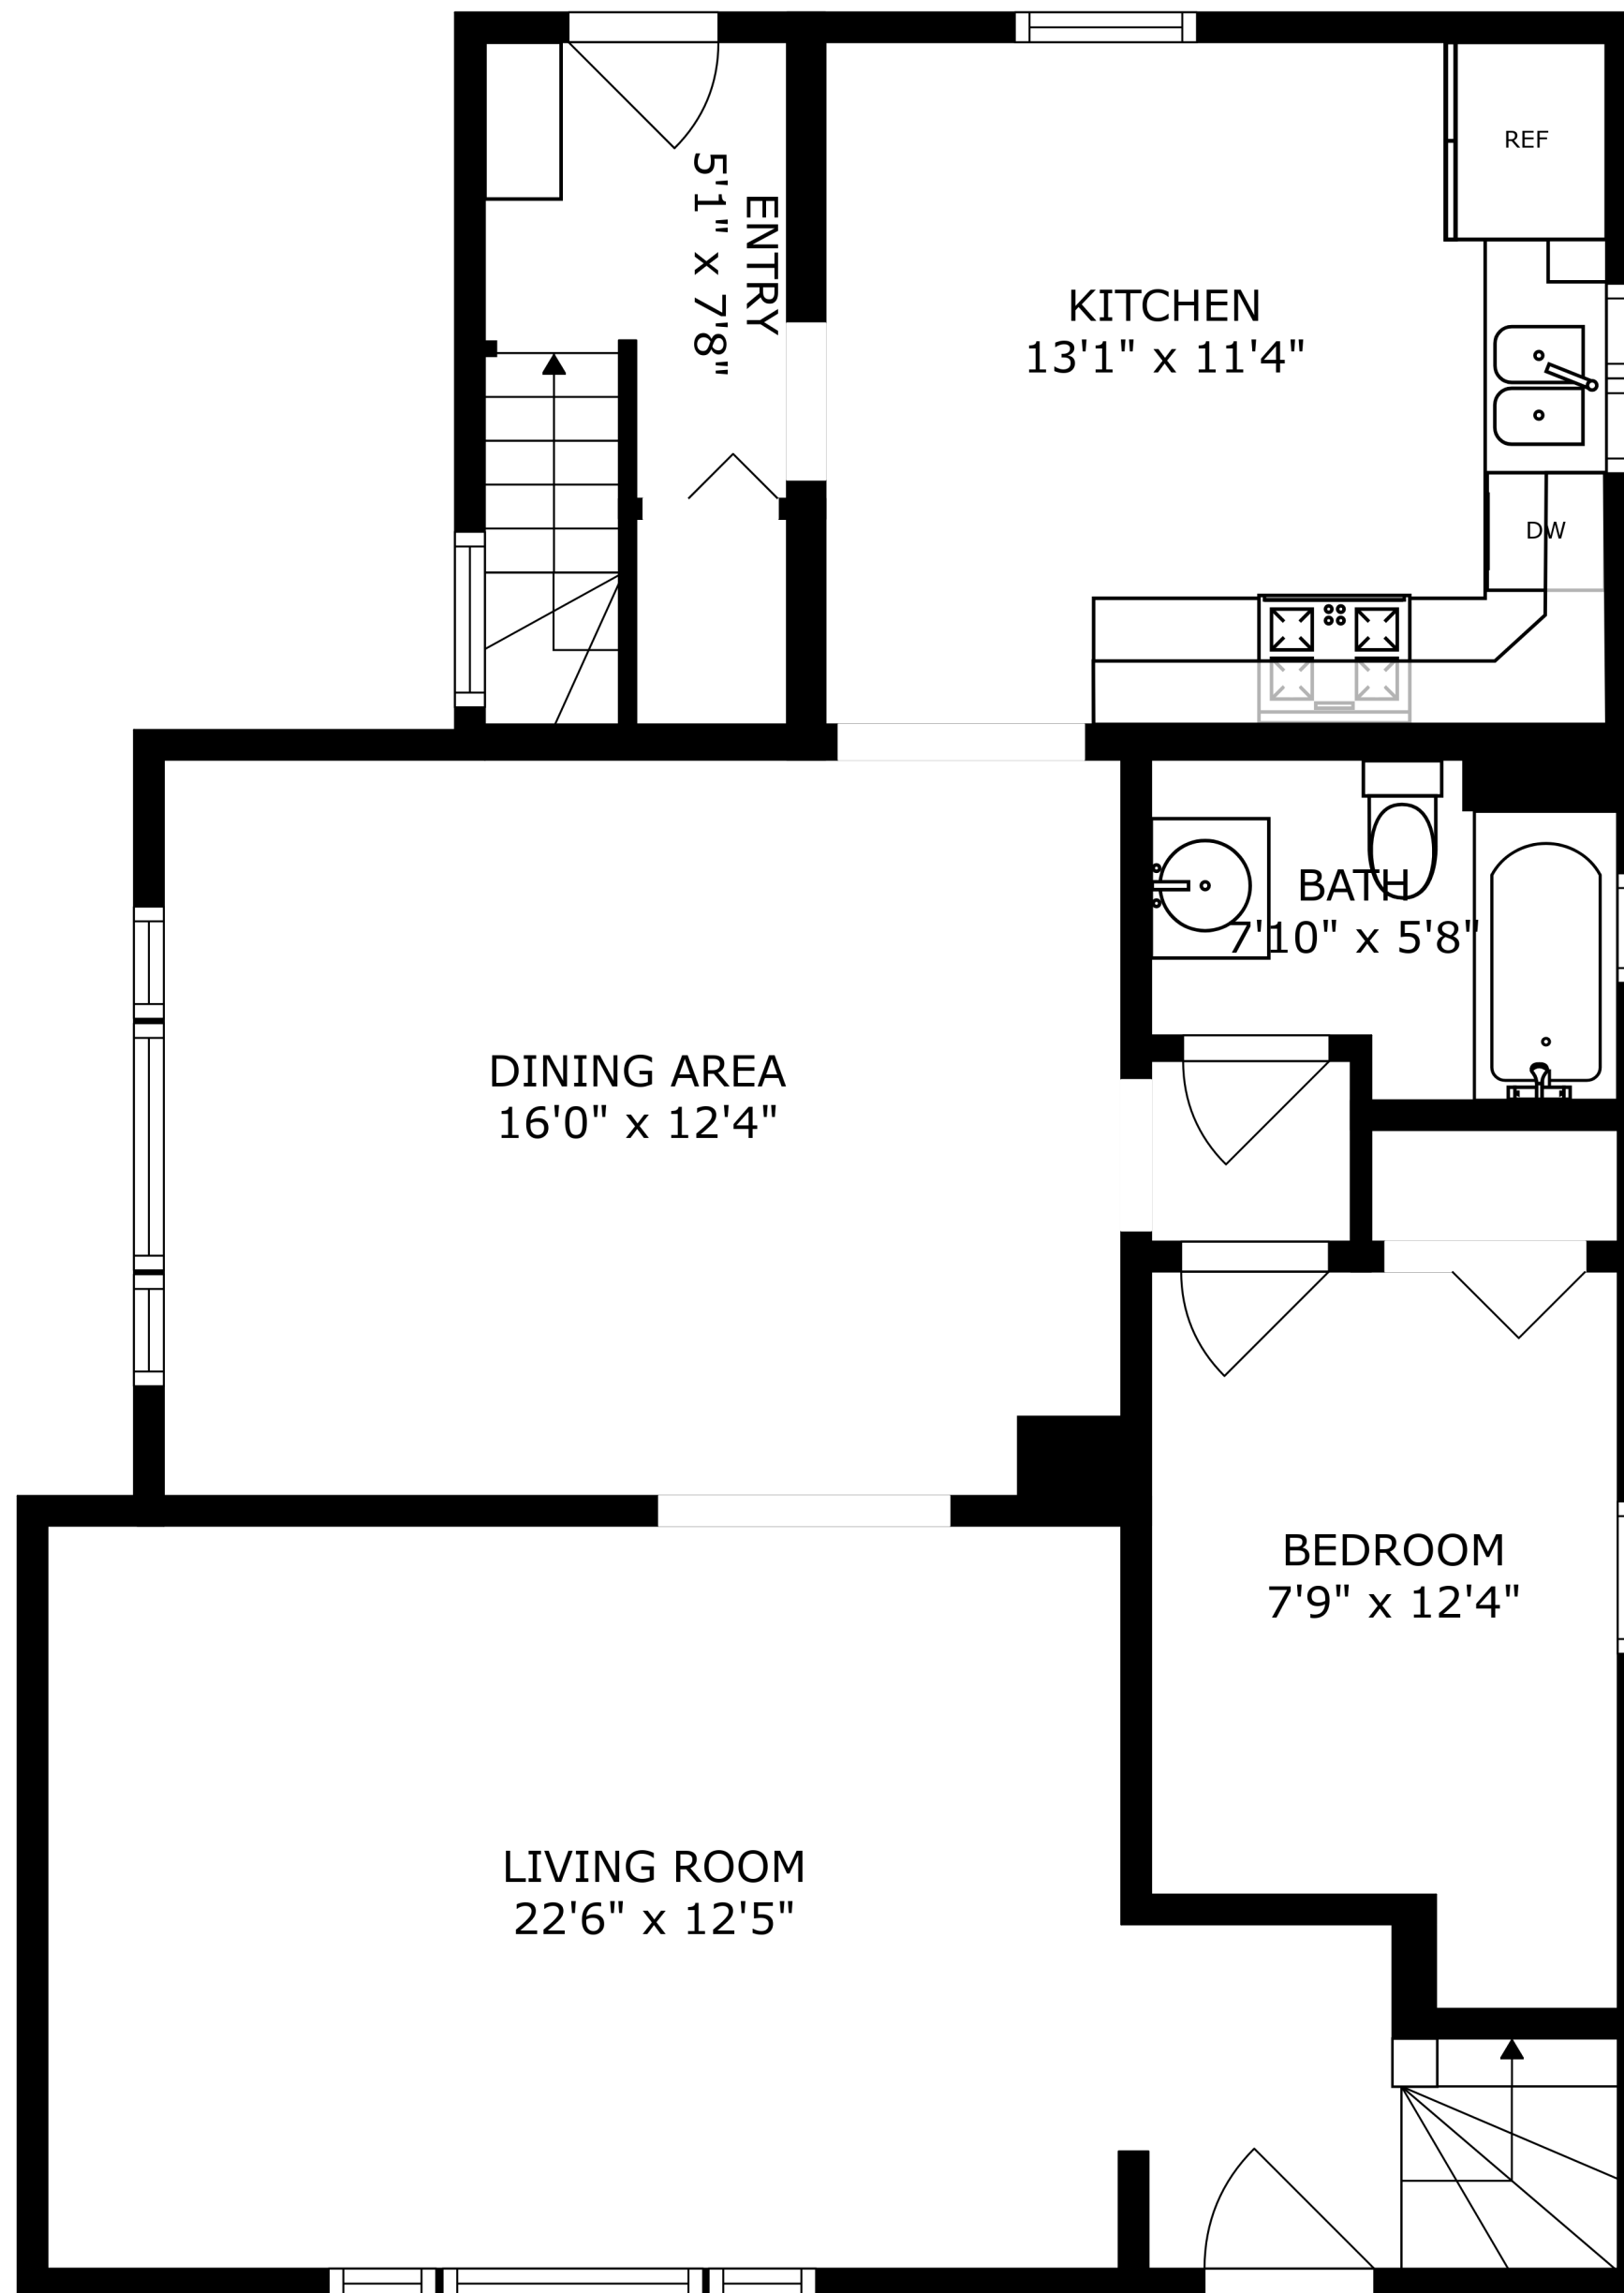 ENTRY
5'1" x 7'8"
REF
KITCHEN
13'1" x 11'4"
DW
BATH
7'10" x 5'8"
DINING AREA
16'0" x 12'4"
BEDROOM
7'9" x 12'4"
LIVING ROOM
22'6" x 12'5"